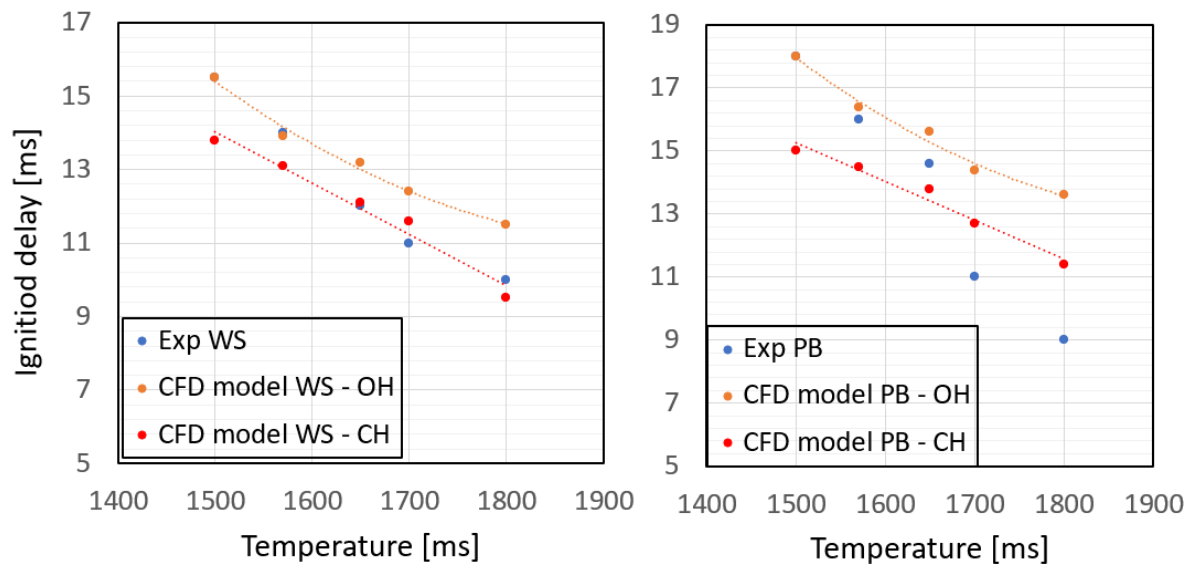 17
15
13
11
9
7
5
Ignitiod delay [ms]
Exp WS
CFD model WS - OH
CFD model WS - CH
1400 1500 1600 1700 1800 1900
Temperature [ms]
19
17
15
13
11
9
7
5
Exp PB
CFD model PB - OH
CFD model PB - CH
1400 1500 1600 1700 1800 1900
Temperature [ms]